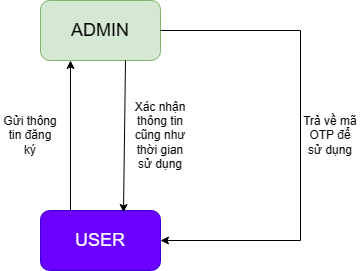 ADMIN
Gửi thông
tin đăng
ký
Xác nhận
thông tin
cũng như
thời gian
sử dụng
Trả về mã
OTP để
sử dụng
USER